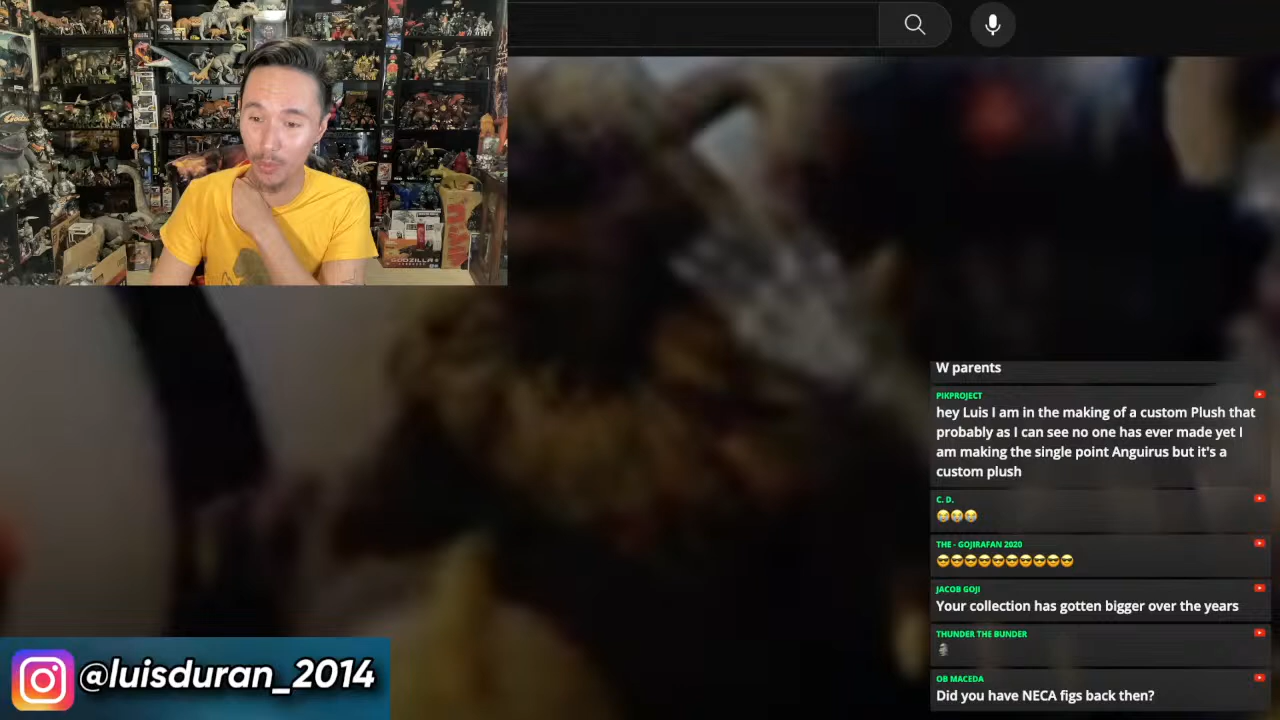 GODZILLA
W parents
PIKPROJECT
hey Luis I am in the making of a custom Plush that
probably as I can see no one has ever made yet I
am making the single point Anguirus but it's a
custom plush
C. D.
😭😭😭
THE - GOJIRAFAN 2020
😎😎😎😎😎😎😎😎😎😎
JACOB GOJI
Your collection has gotten bigger over the years
THUNDER THE BUNDER
🗿
OB MACEDA
Did you have NECA figs back then?
@luisduran_2014